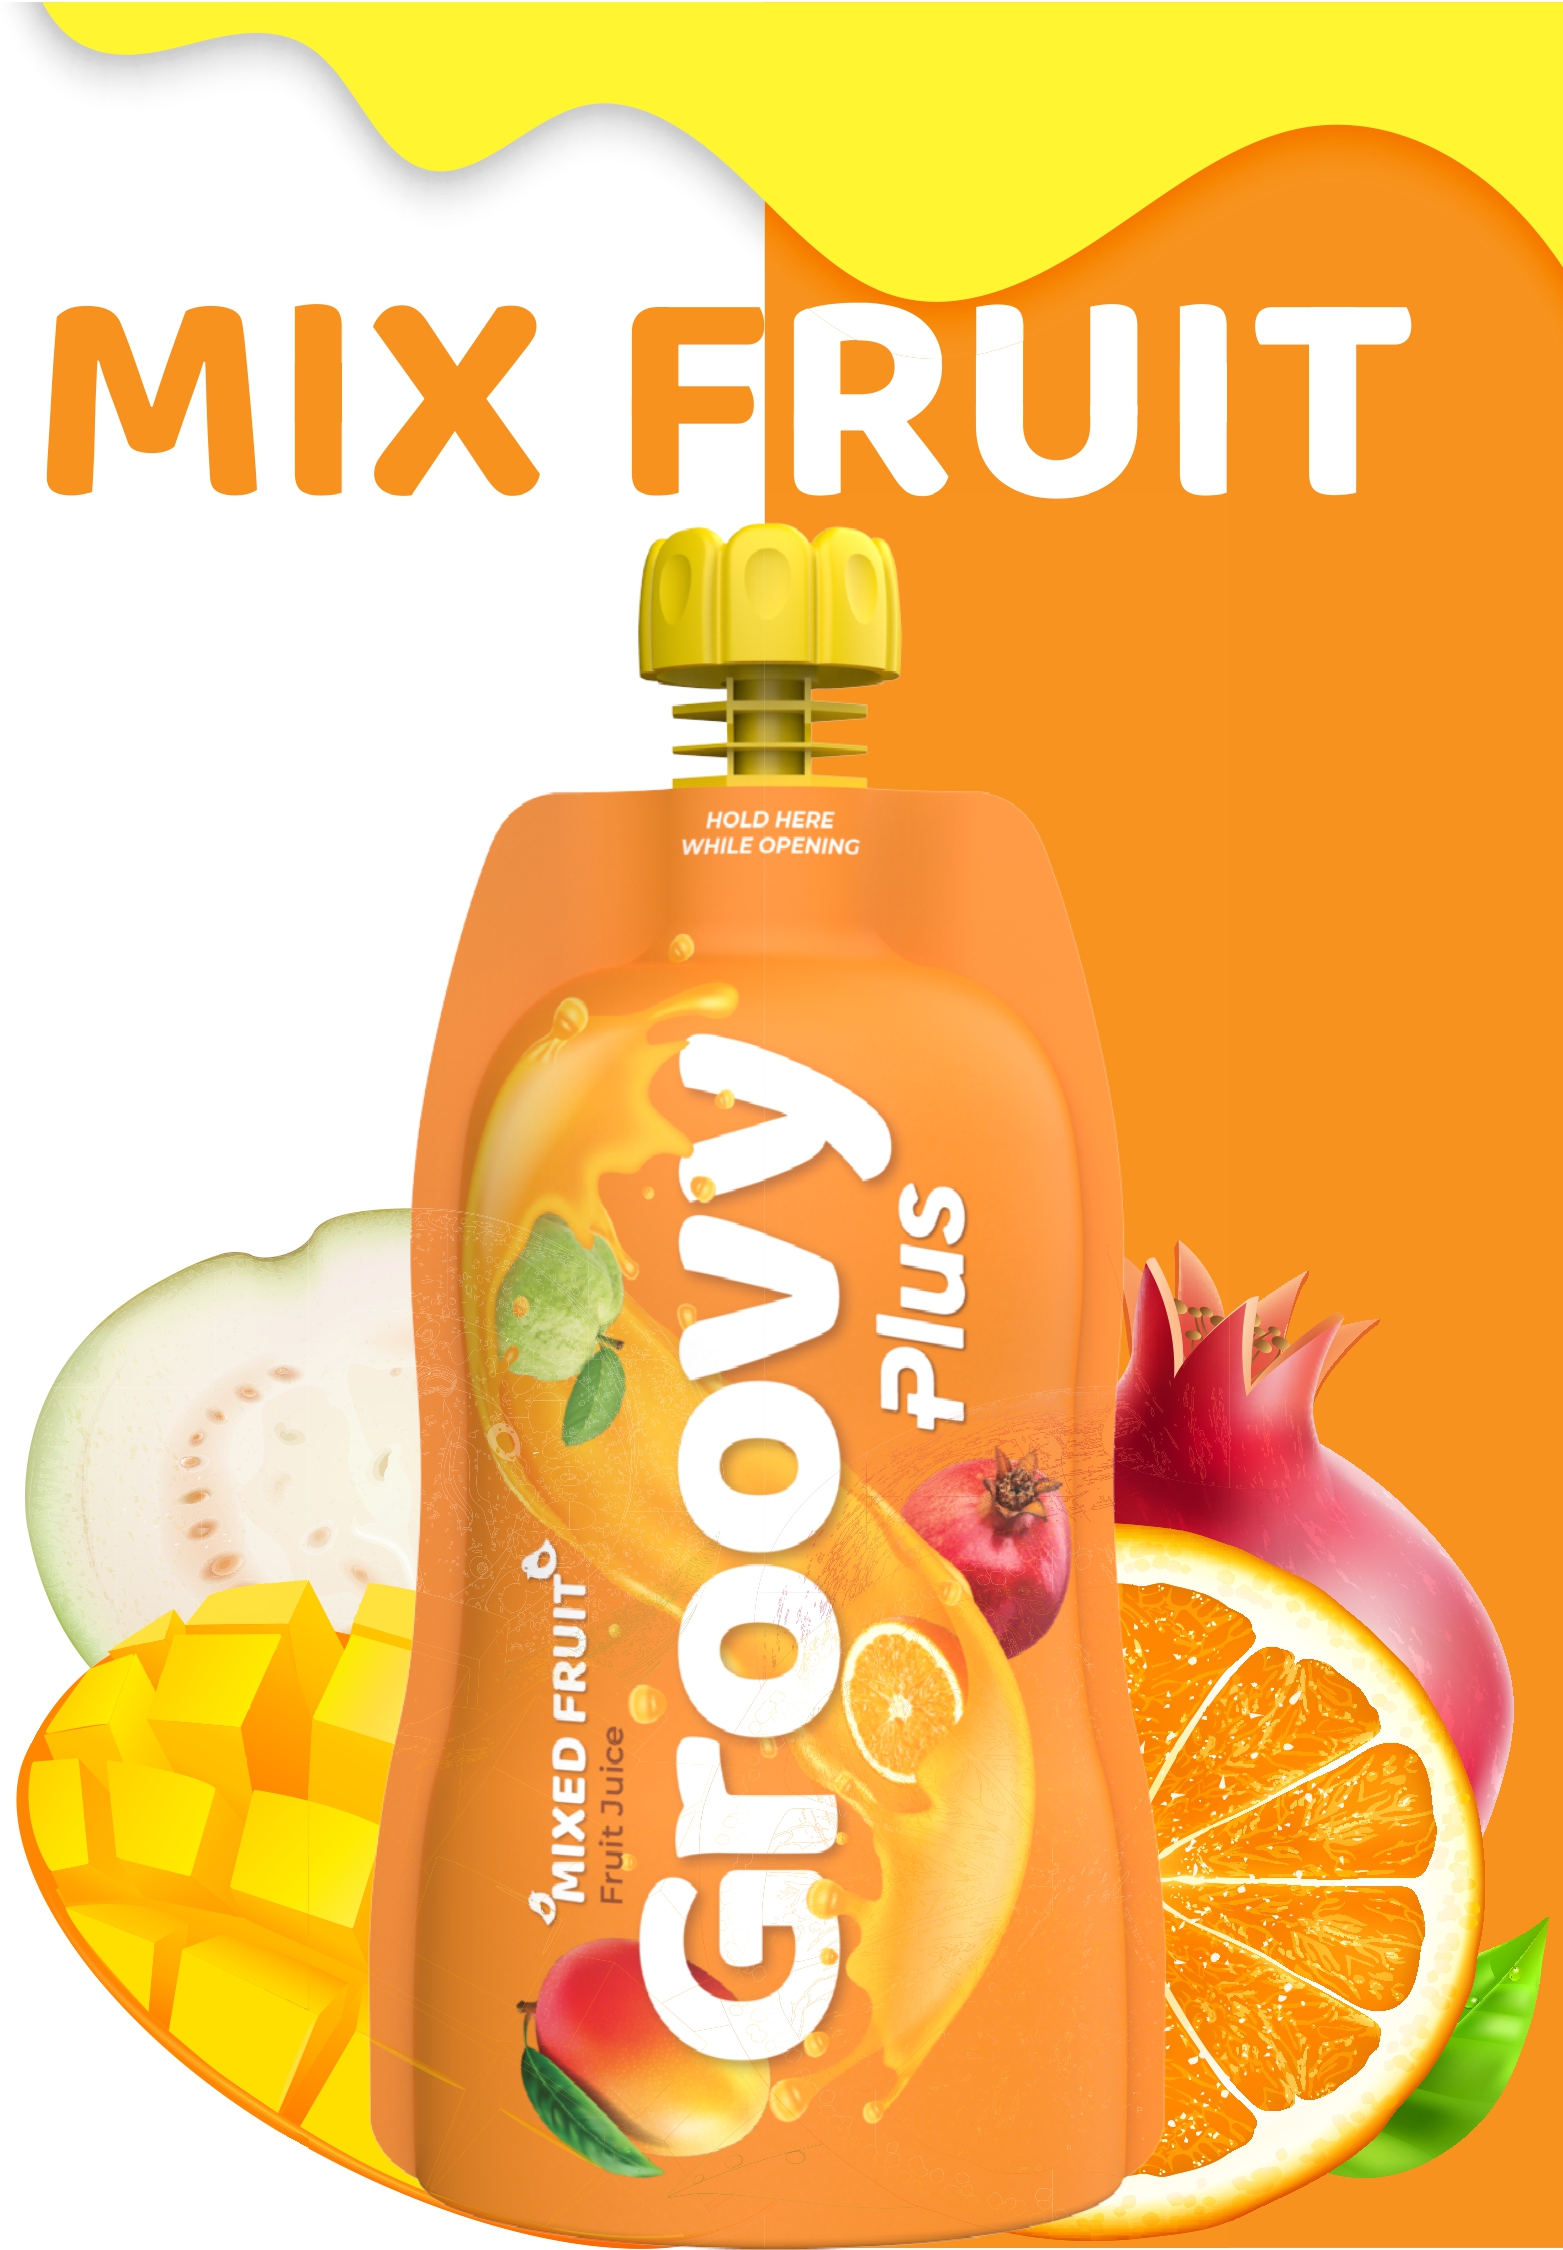 MIX FRUIT
HOLD HERE
WHILE OPENING
Groovy
Plus
MIXED FRUIT
Fruit Juice